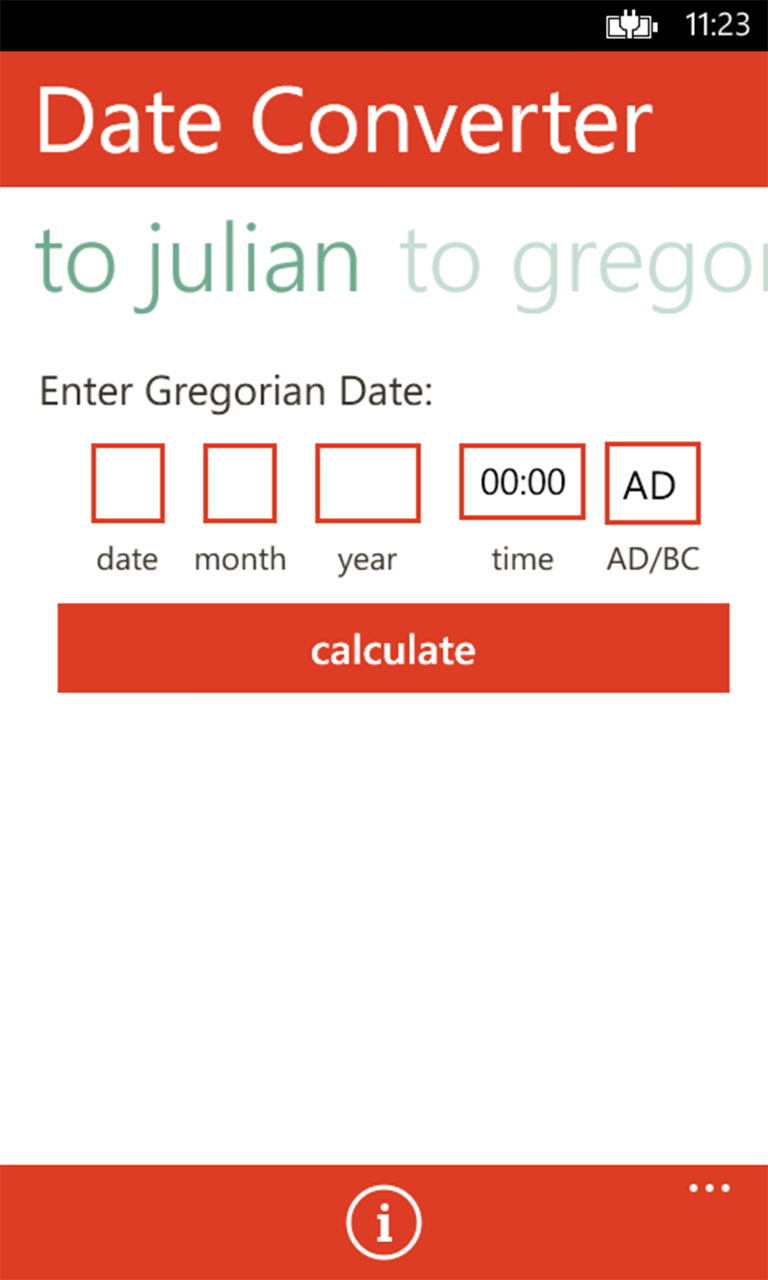 11:23
Date Converter
to julian to gregor
Enter Gregorian Date:
00:00 AD
date month year time AD/BC
calculate